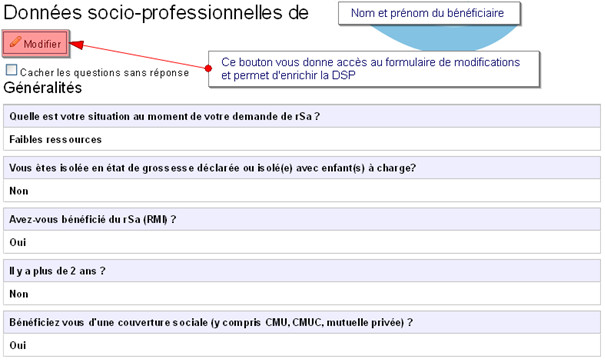 Données socio-professionnelles de
Nom et prénom du bénéficiaire
Modifier
Ce bouton vous donne accès au formulaire de modifications
et permet d'enrichir la DSP
Cacher les questions sans réponse
Généralités
Quelle est votre situation au moment de votre demande de rSa ?
Faibles ressources
Vous ètes isolée en état de grossesse déclarée ou isolé(e) avec enfant(s) à charge?
Non
Avez-vous bénéficié du rSa (RMI) ?
Oui
Il y a plus de 2 ans ?
Non
Bénéficiez vous d'une couverture sociale (y compris CMU, CMUC, mutuelle privée) ?
Oui